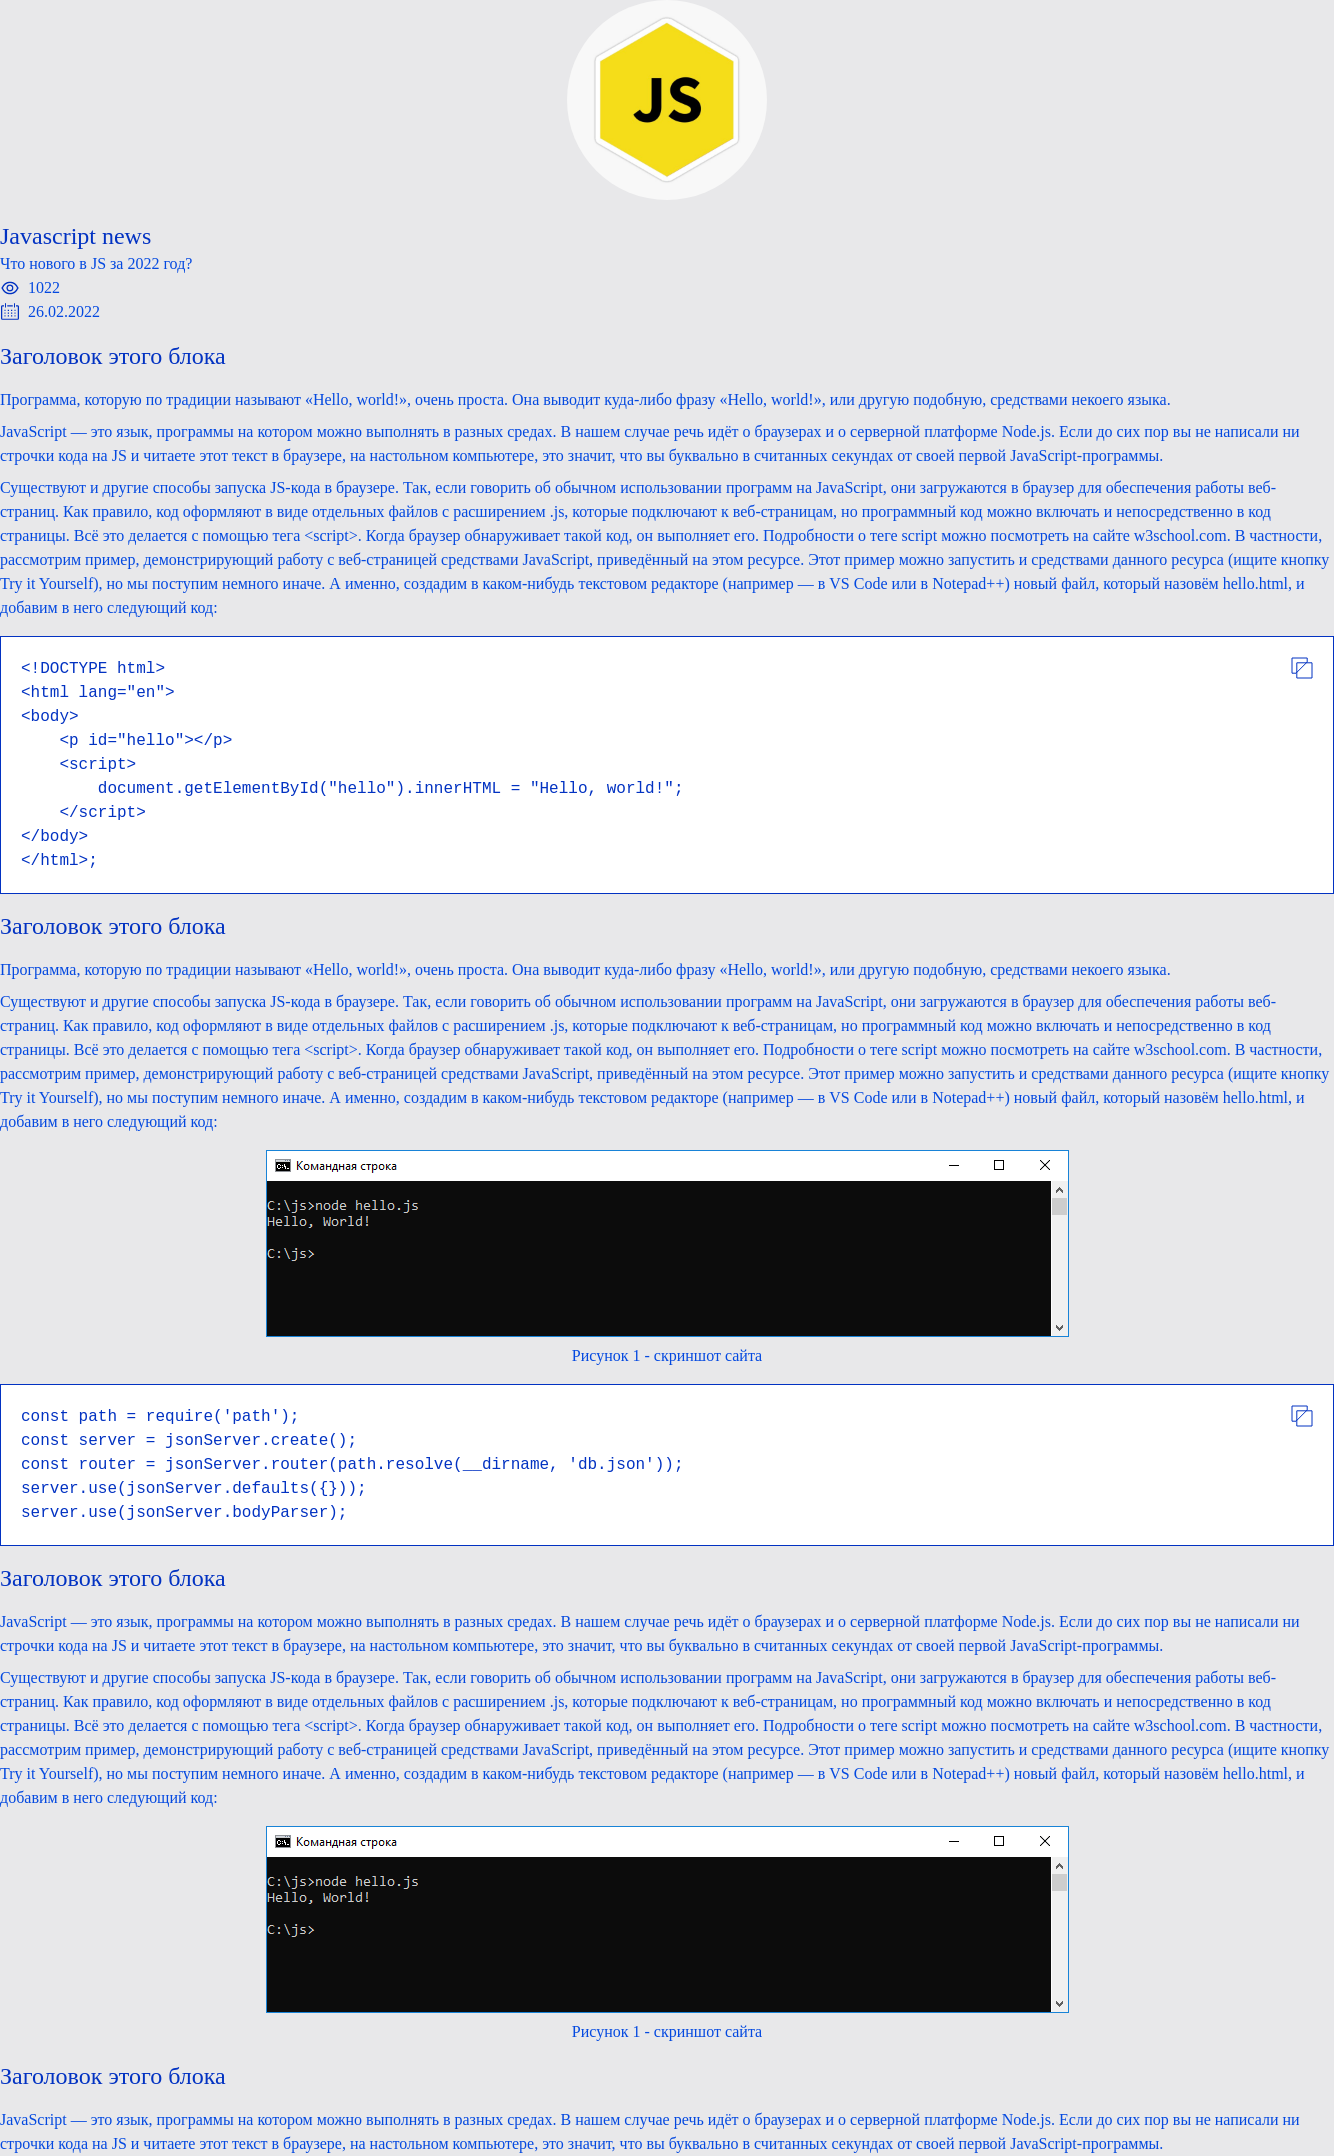 JS
Javascript news
Что нового в JS за 2022 год?
1022
26.02.2022
Заголовок этого блока
Программа, которую по традиции называют «Hello, world!», очень проста. Она выводит куда-либо фразу «Hello, world!», или другую подобную, средствами некоего языка.
JavaScript — это язык, программы на котором можно выполнять в разных средах. В нашем случае речь идёт о браузерах и о серверной платформе Node.js. Если до сих пор вы не написали ни
строчки кода на JS и читаете этот текст в браузере, на настольном компьютере, это значит, что вы буквально в считанных секундах от своей первой JavaScript-программы.
Существуют и другие способы запуска JS-кода в браузере. Так, если говорить об обычном использовании программ на JavaScript, они загружаются в браузер для обеспечения работы веб-
страниц. Как правило, код оформляют в виде отдельных файлов с расширением .js, которые подключают к веб-страницам, но программный код можно включать и непосредственно в код
страницы. Всё это делается с помощью тега <script>. Когда браузер обнаруживает такой код, он выполняет его. Подробности о теге script можно посмотреть на сайте w3school.com. В частности,
рассмотрим пример, демонстрирующий работу с веб-страницей средствами JavaScript, приведённый на этом ресурсе. Этот пример можно запустить и средствами данного ресурса (ищите кнопку
Try it Yourself), но мы поступим немного иначе. А именно, создадим в каком-нибудь текстовом редакторе (например — в VS Code или в Notepad++) новый файл, который назовём hello.html, и
добавим в него следующий код:
<!DOCTYPE html>
<html lang="en">
<body>
    <p id="hello"></p>
    <script>
        document.getElementById("hello").innerHTML = "Hello, world!";
    </script>
</body>
</html>;
Заголовок этого блока
Программа, которую по традиции называют «Hello, world!», очень проста. Она выводит куда-либо фразу «Hello, world!», или другую подобную, средствами некоего языка.
Существуют и другие способы запуска JS-кода в браузере. Так, если говорить об обычном использовании программ на JavaScript, они загружаются в браузер для обеспечения работы веб-
страниц. Как правило, код оформляют в виде отдельных файлов с расширением .js, которые подключают к веб-страницам, но программный код можно включать и непосредственно в код
страницы. Всё это делается с помощью тега <script>. Когда браузер обнаруживает такой код, он выполняет его. Подробности о теге script можно посмотреть на сайте w3school.com. В частности,
рассмотрим пример, демонстрирующий работу с веб-страницей средствами JavaScript, приведённый на этом ресурсе. Этот пример можно запустить и средствами данного ресурса (ищите кнопку
Try it Yourself), но мы поступим немного иначе. А именно, создадим в каком-нибудь текстовом редакторе (например — в VS Code или в Notepad++) новый файл, который назовём hello.html, и
добавим в него следующий код:
Командная строка
C:\js>node hello.js
Hello, World!
C:\js>
Рисунок 1 - скриншот сайта
const path = require('path');
const server = jsonServer.create();
const router = jsonServer.router(path.resolve(__dirname, 'db.json'));
server.use(jsonServer.defaults({}));
server.use(jsonServer.bodyParser);
Заголовок этого блока
JavaScript — это язык, программы на котором можно выполнять в разных средах. В нашем случае речь идёт о браузерах и о серверной платформе Node.js. Если до сих пор вы не написали ни
строчки кода на JS и читаете этот текст в браузере, на настольном компьютере, это значит, что вы буквально в считанных секундах от своей первой JavaScript-программы.
Существуют и другие способы запуска JS-кода в браузере. Так, если говорить об обычном использовании программ на JavaScript, они загружаются в браузер для обеспечения работы веб-
страниц. Как правило, код оформляют в виде отдельных файлов с расширением .js, которые подключают к веб-страницам, но программный код можно включать и непосредственно в код
страницы. Всё это делается с помощью тега <script>. Когда браузер обнаруживает такой код, он выполняет его. Подробности о теге script можно посмотреть на сайте w3school.com. В частности,
рассмотрим пример, демонстрирующий работу с веб-страницей средствами JavaScript, приведённый на этом ресурсе. Этот пример можно запустить и средствами данного ресурса (ищите кнопку
Try it Yourself), но мы поступим немного иначе. А именно, создадим в каком-нибудь текстовом редакторе (например — в VS Code или в Notepad++) новый файл, который назовём hello.html, и
добавим в него следующий код:
Командная строка
C:\js>node hello.js
Hello, World!
C:\js>
Рисунок 1 - скриншот сайта
Заголовок этого блока
JavaScript — это язык, программы на котором можно выполнять в разных средах. В нашем случае речь идёт о браузерах и о серверной платформе Node.js. Если до сих пор вы не написали ни
строчки кода на JS и читаете этот текст в браузере, на настольном компьютере, это значит, что вы буквально в считанных секундах от своей первой JavaScript-программы.